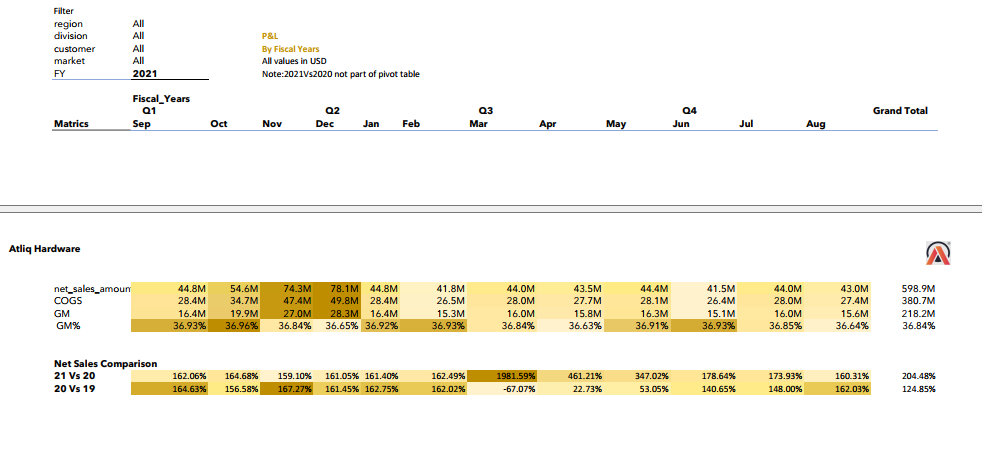 Filter
region All
division All P&L
customer All By Fiscal Years
market All All values in USD
FY 2021 Note:2021Vs2020 not part of pivot table
Fiscal_Years
Q1 Q2 Q3 Q4 Grand Total
Matrics Sep Oct Nov Dec Jan Feb Mar Apr May Jun Jul Aug
Atliq Hardware
net_sales_amoun 44.8M 54.6M 74.3M 78.1M 44.8M 41.8M 44.0M 43.5M 44.4M 41.5M 44.0M 43.0M 598.9M
COGS 28.4M 34.7M 47.4M 49.8M 28.4M 26.5M 28.0M 27.7M 28.1M 26.4M 28.0M 27.4M 380.7M
GM 16.4M 19.9M 27.0M 28.3M 16.4M 15.3M 16.0M 15.8M 16.3M 15.1M 16.0M 15.6M 218.2M
GM% 36.93% 36.96% 36.84% 36.65% 36.92% 36.93% 36.84% 36.63% 36.91% 36.93% 36.85% 36.64% 36.84%
Net Sales Comparison
21 Vs 20 162.06% 164.68% 159.10% 161.05% 161.40% 162.49% 1981.59% 461.21% 347.02% 178.64% 173.93% 160.31% 204.48%
20 Vs 19 164.63% 156.58% 167.27% 161.45% 162.75% 162.02% -67.07% 22.73% 53.05% 140.65% 148.00% 162.03% 124.85%